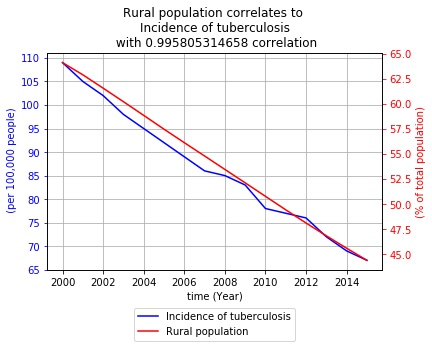 Rural population correlates to
Incidence of tuberculosis
with 0.995805314658 correlation
110
105
100
95
90
85
80
75
70
65
(per 100,000 people)
65.0
62.5
60.0
57.5
55.0
52.5
50.0
47.5
45.0
(% of total population)
2000 2002 2004 2006 2008 2010 2012 2014
time (Year)
Incidence of tuberculosis
Rural population